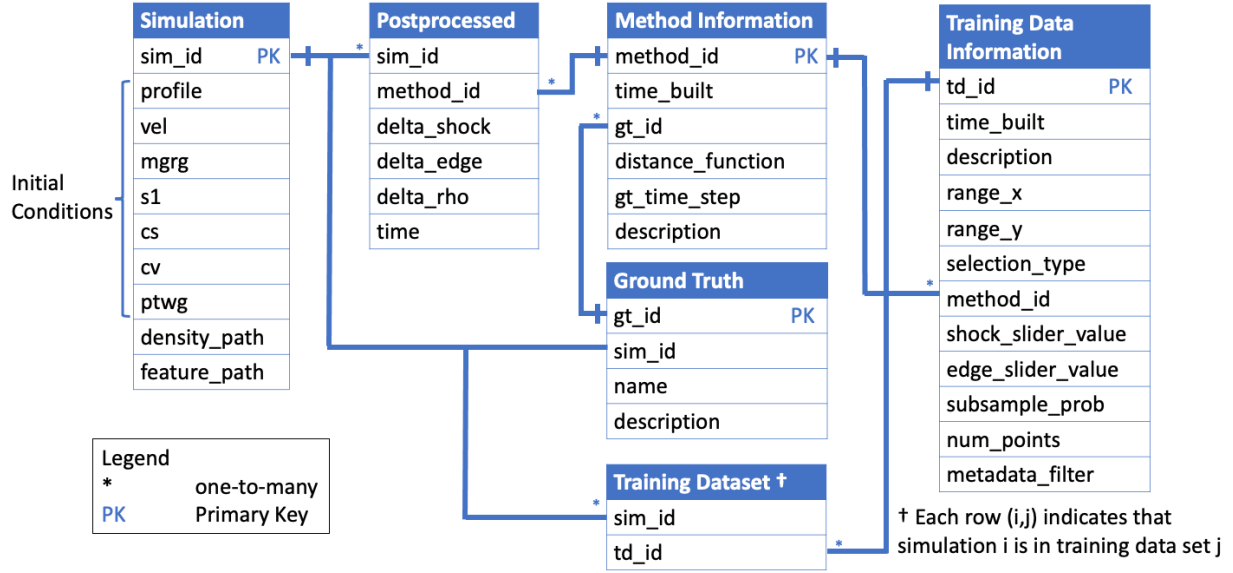 Simulation
sim_id PK
profile
vel
mgrg
s1
cs
cv
ptwg
density_path
feature_path
Initial
Conditions
Postprocessed
* sim_id
method_id *
delta_shock
delta_edge
delta_rho
time
Method Information
method_id PK
time_built
* gt_id
distance_function
gt_time_step
description
Ground Truth
gt_id PK
sim_id
name
description
Training Dataset †
* sim_id
td_id *
Training Data
Information
td_id PK
time_built
description
range_x
range_y
selection_type
* method_id
shock_slider_value
edge_slider_value
subsample_prob
num_points
metadata_filter
Legend
* one-to-many
PK Primary Key
† Each row (i,j) indicates that
simulation i is in training data set j